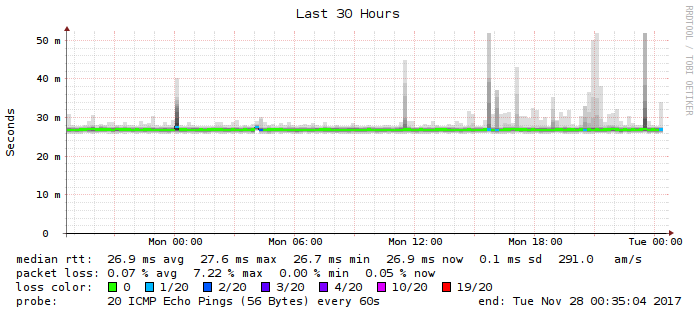 Last 30 Hours
RRDTOOL / TOBI OETIKER
Seconds
50 m
40 m
30 m
20 m
10 m
0
Mon 00:00 Mon 06:00 Mon 12:00 Mon 18:00 Tue 00:00
median rtt: 26.9 ms avg 27.6 ms max 26.7 ms min 26.9 ms now 0.1 ms sd 291.0 am/s
packet loss: 0.07 % avg 7.22 % max 0.00 % min 0.05 % now
loss color: 0 1/20 2/20 3/20 4/20 10/20 19/20
probe: 20 ICMP Echo Pings (56 Bytes) every 60s end: Tue Nov 28 00:35:04 2017